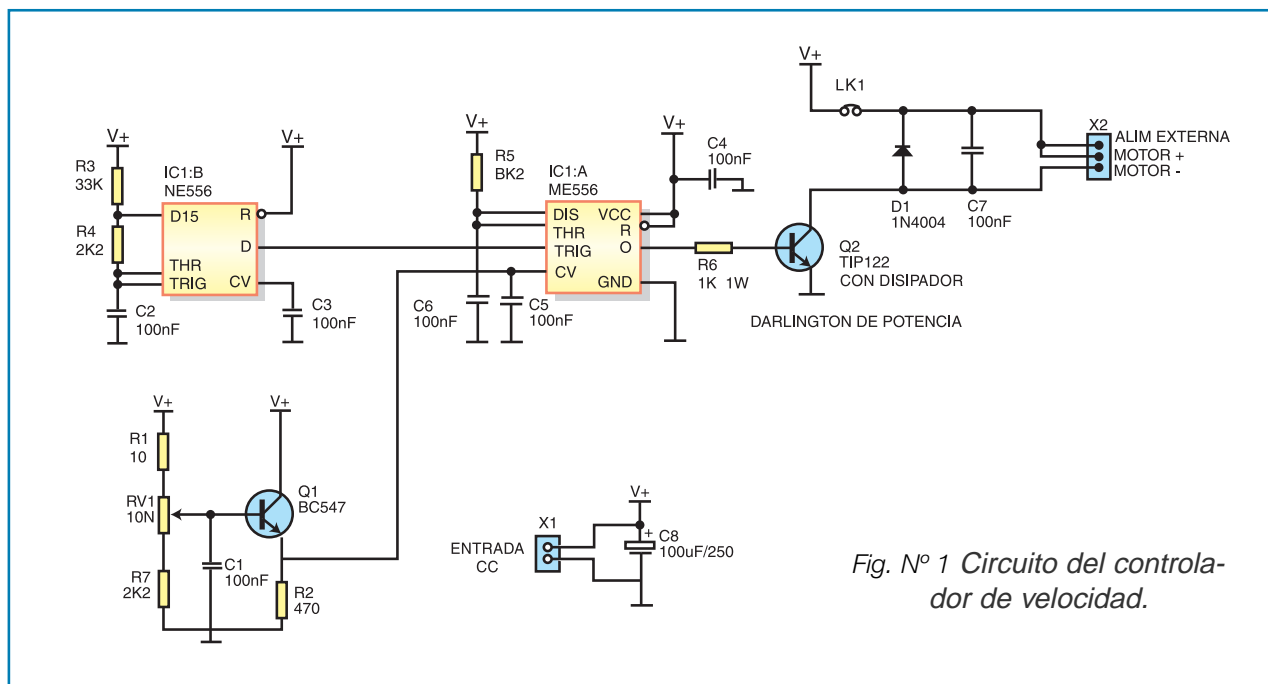 V+
LK1
X2
ALIM EXTERNA
MOTOR +
MOTOR -
D1
1N4004
C7
100nF
V+
R3
33K
R4
2K2
C2
100nF
IC1:B
NE556
D15
R
D
THR
TRIG
CV
V+
C3
100nF
V+
R5
BK2
IC1:A
ME556
DIS
VCC
THR
R
TRIG
O
CV
GND
V+
C4
100nF
C6
100nF
C5
100nF
R6
1K 1W
Q2
TIP122
CON DISIPADOR
DARLINGTON DE POTENCIA
V+
R1
10
RV1
10N
R7
2K2
C1
100nF
V+
Q1
BC547
R2
470
ENTRADA
CC
X1
V+
+
C8
100uF/250
Fig. Nº 1 Circuito del controla-
dor de velocidad.